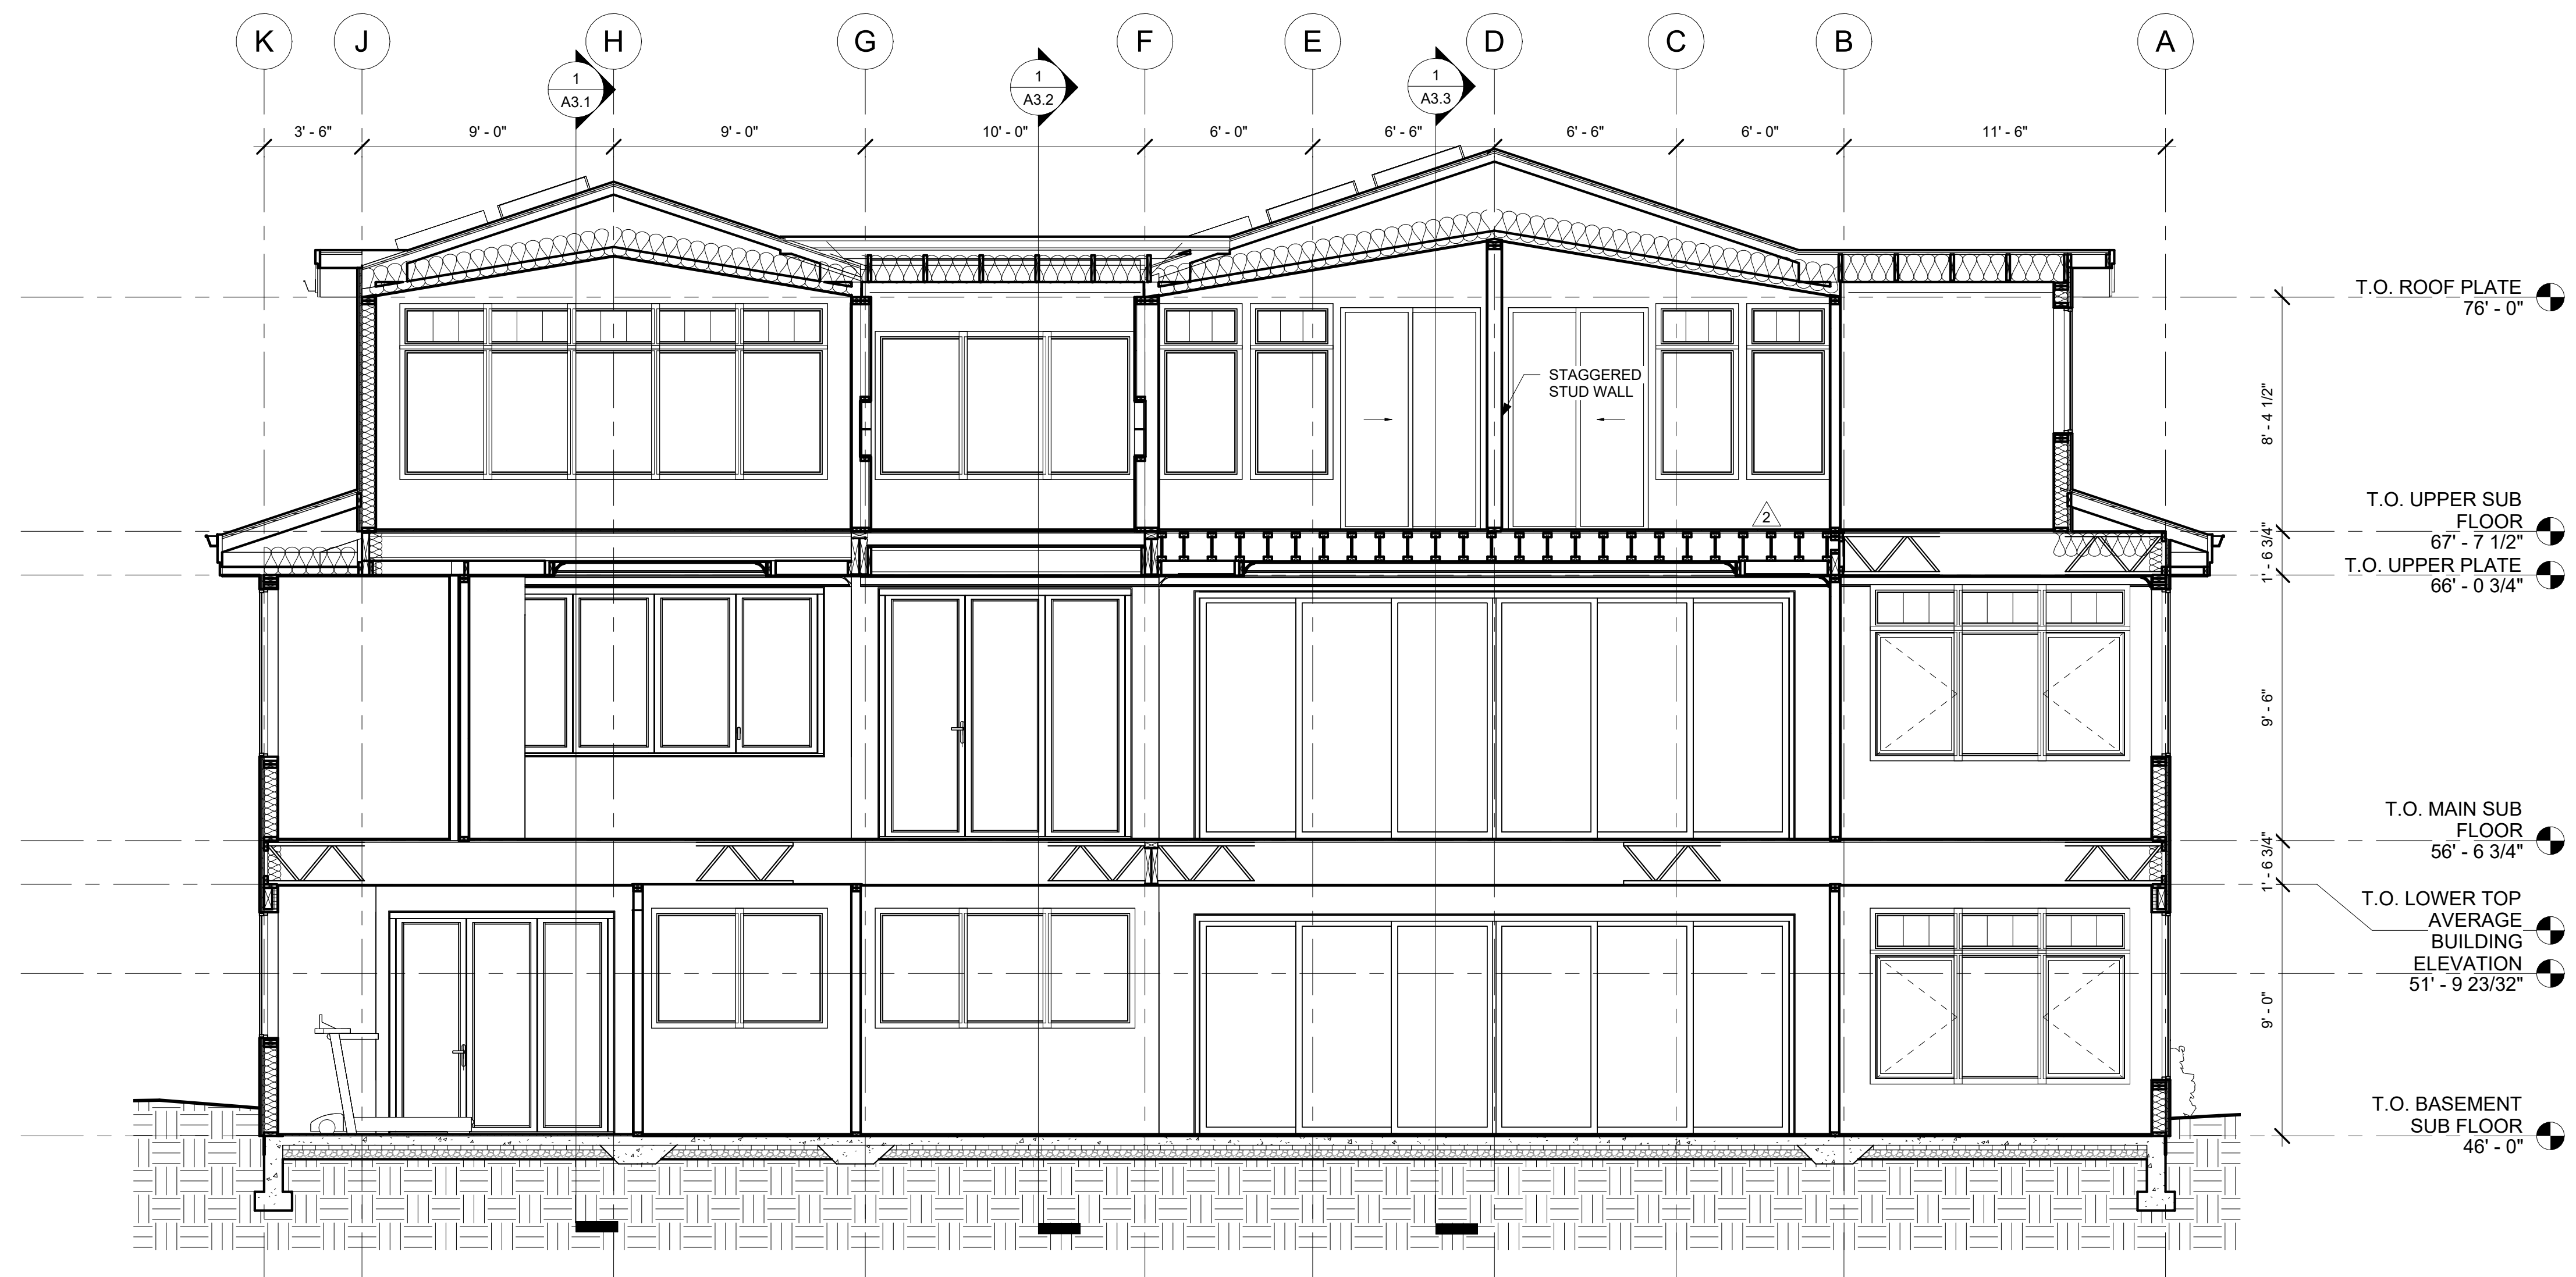 K J H G F E D C B A
1
A3.1
1
A3.2
1
A3.3
3' - 6" 9' - 0" 9' - 0" 10' - 0" 6' - 0" 6' - 6" 6' - 6" 6' - 0" 11' - 6"
T.O. ROOF PLATE
76' - 0"
8' - 4 1/2"
STAGGERED
STUD WALL
2
T.O. UPPER SUB
FLOOR
67' - 7 1/2"
1' - 6 3/4"
T.O. UPPER PLATE
66' - 0 3/4"
9' - 6"
T.O. MAIN SUB
FLOOR
56' - 6 3/4"
1' - 6 3/4"
T.O. LOWER TOP
AVERAGE
BUILDING
ELEVATION
51' - 9 23/32"
9' - 0"
T.O. BASEMENT
SUB FLOOR
46' - 0"